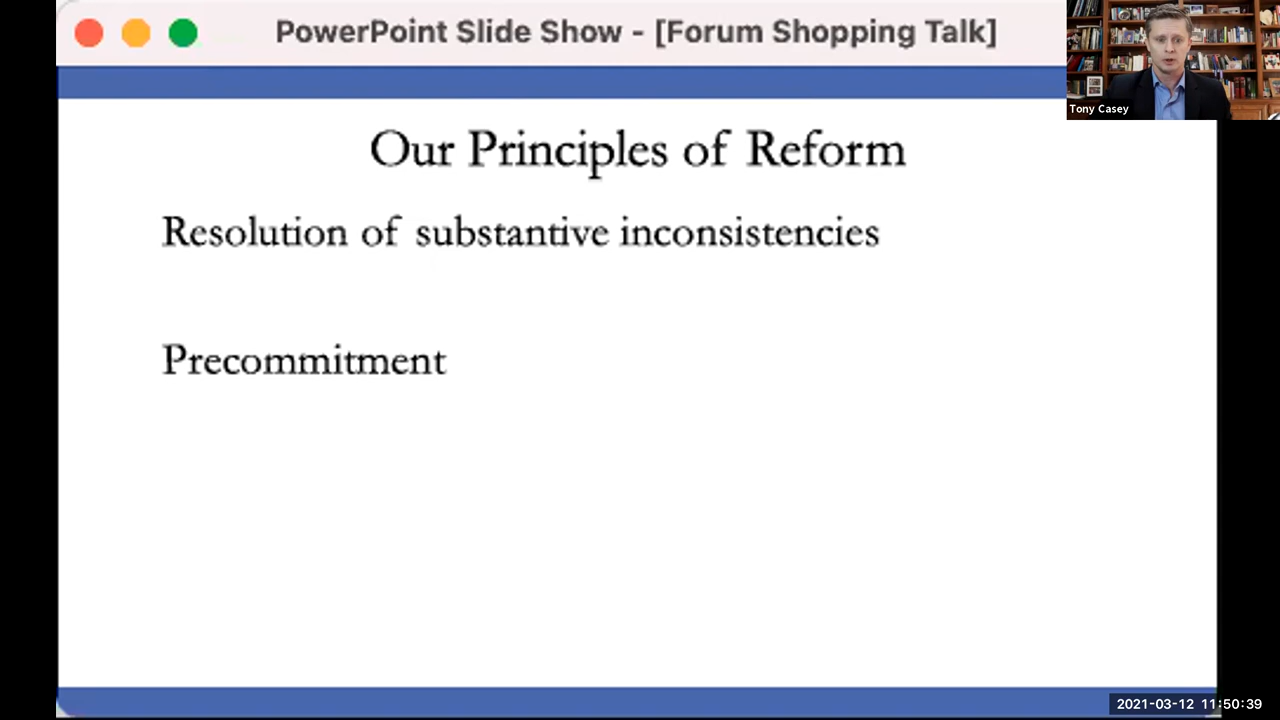 PowerPoint Slide Show - [Forum Shopping Talk]
Tony Casey
Our Principles of Reform
Resolution of substantive inconsistencies
Precommitment
2021-03-12 11:50:39